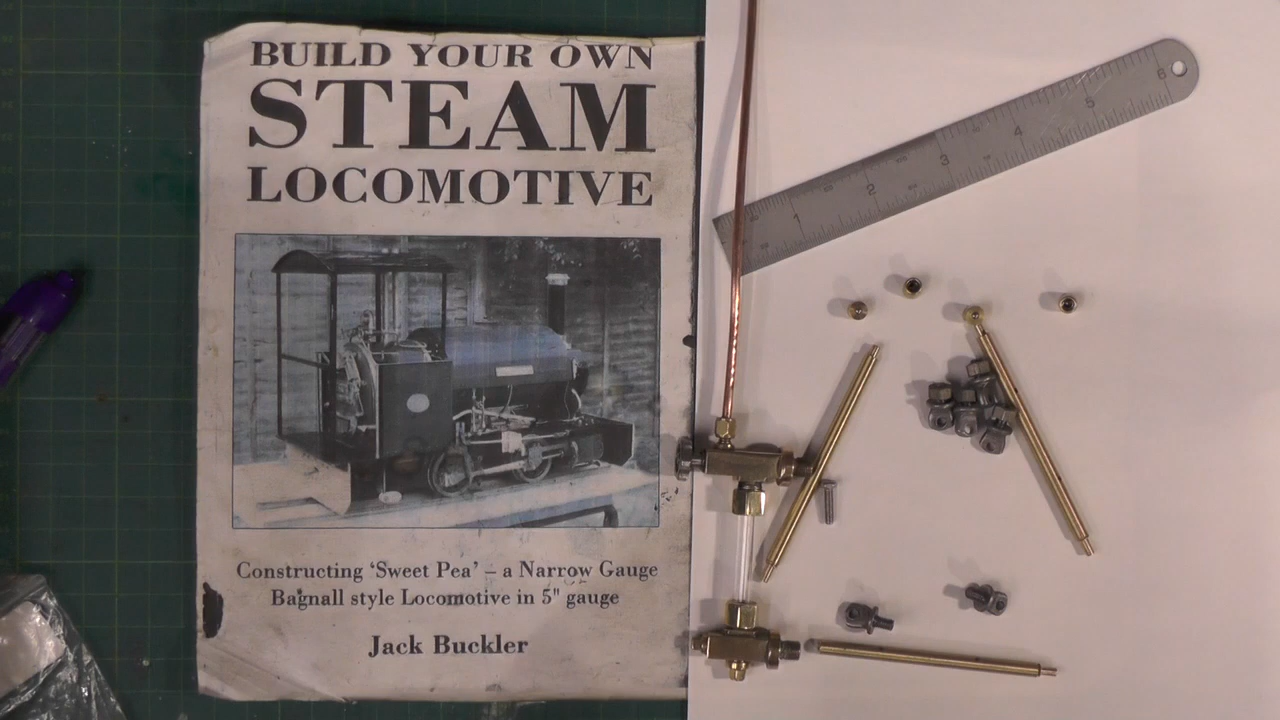 BUILD YOUR OWN
STEAM
LOCOMOTIVE
Constructing ‘Sweet Pea’ – a Narrow Gauge
Bagnall style Locomotive in 5" gauge
Jack Buckler
1 2 3 4 5 6